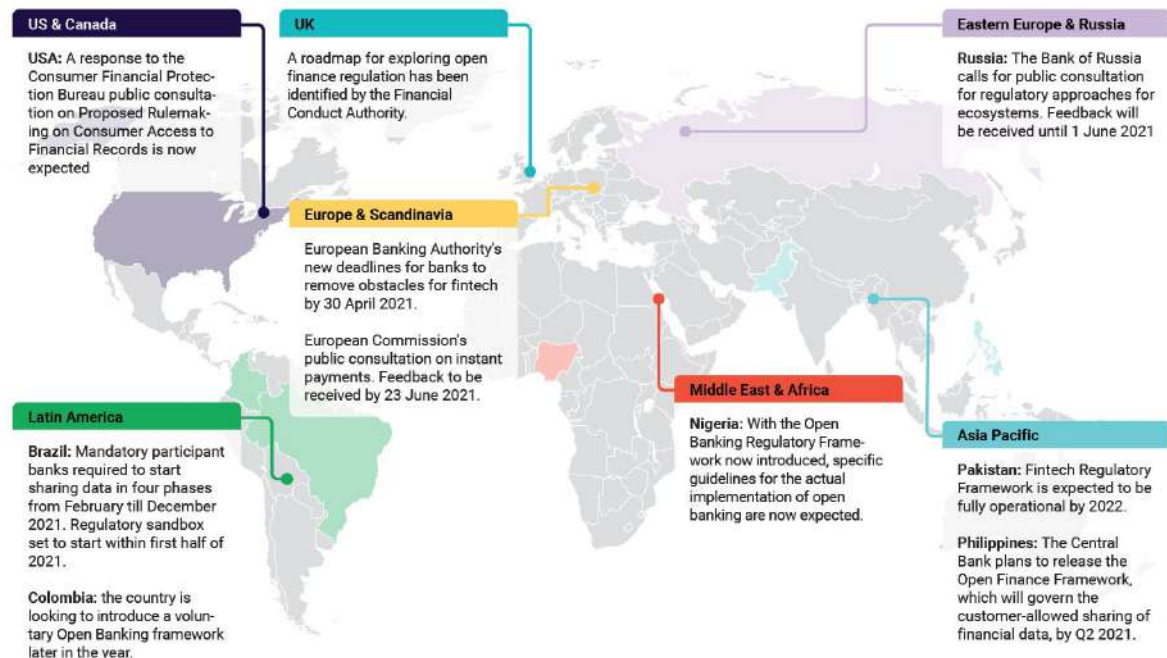 US & Canada
USA: A response to the
Consumer Financial Protec-
tion Bureau public consulta-
tion on Proposed Rulemak-
ing on Consumer Access to
Financial Records is now
expected
UK
A roadmap for exploring open
finance regulation has been
identified by the Financial
Conduct Authority.
Eastern Europe & Russia
Russia: The Bank of Russia
calls for public consultation
for regulatory approaches for
ecosystems. Feedback will
be received until 1 June 2021
Europe & Scandinavia
European Banking Authority's
new deadlines for banks to
remove obstacles for fintech
by 30 April 2021.
European Commission's
public consultation on instant
payments. Feedback to be
received by 23 June 2021.
Latin America
Brazil: Mandatory participant
banks required to start
sharing data in four phases
from February till December
2021. Regulatory sandbox
set to start within first half of
2021.
Colombia: the country is
looking to introduce a volun-
tary Open Banking framework
later in the year.
Middle East & Africa
Nigeria: With the Open
Banking Regulatory Frame-
work now introduced, specific
guidelines for the actual
implementation of open
banking are now expected.
Asia Pacific
Pakistan: Fintech Regulatory
Framework is expected to be
fully operational by 2022.
Philippines: The Central
Bank plans to release the
Open Finance Framework,
which will govern the
customer-allowed sharing of
financial data, by Q2 2021.